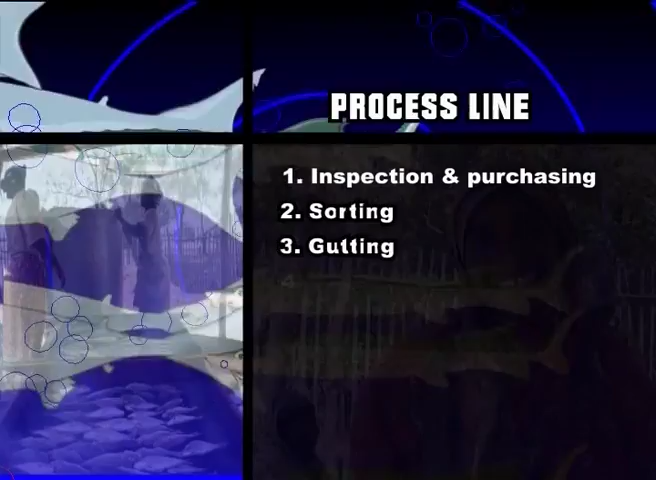 PROCESS LINE
1. Inspection & purchasing
2. Sorting
3. Gutting